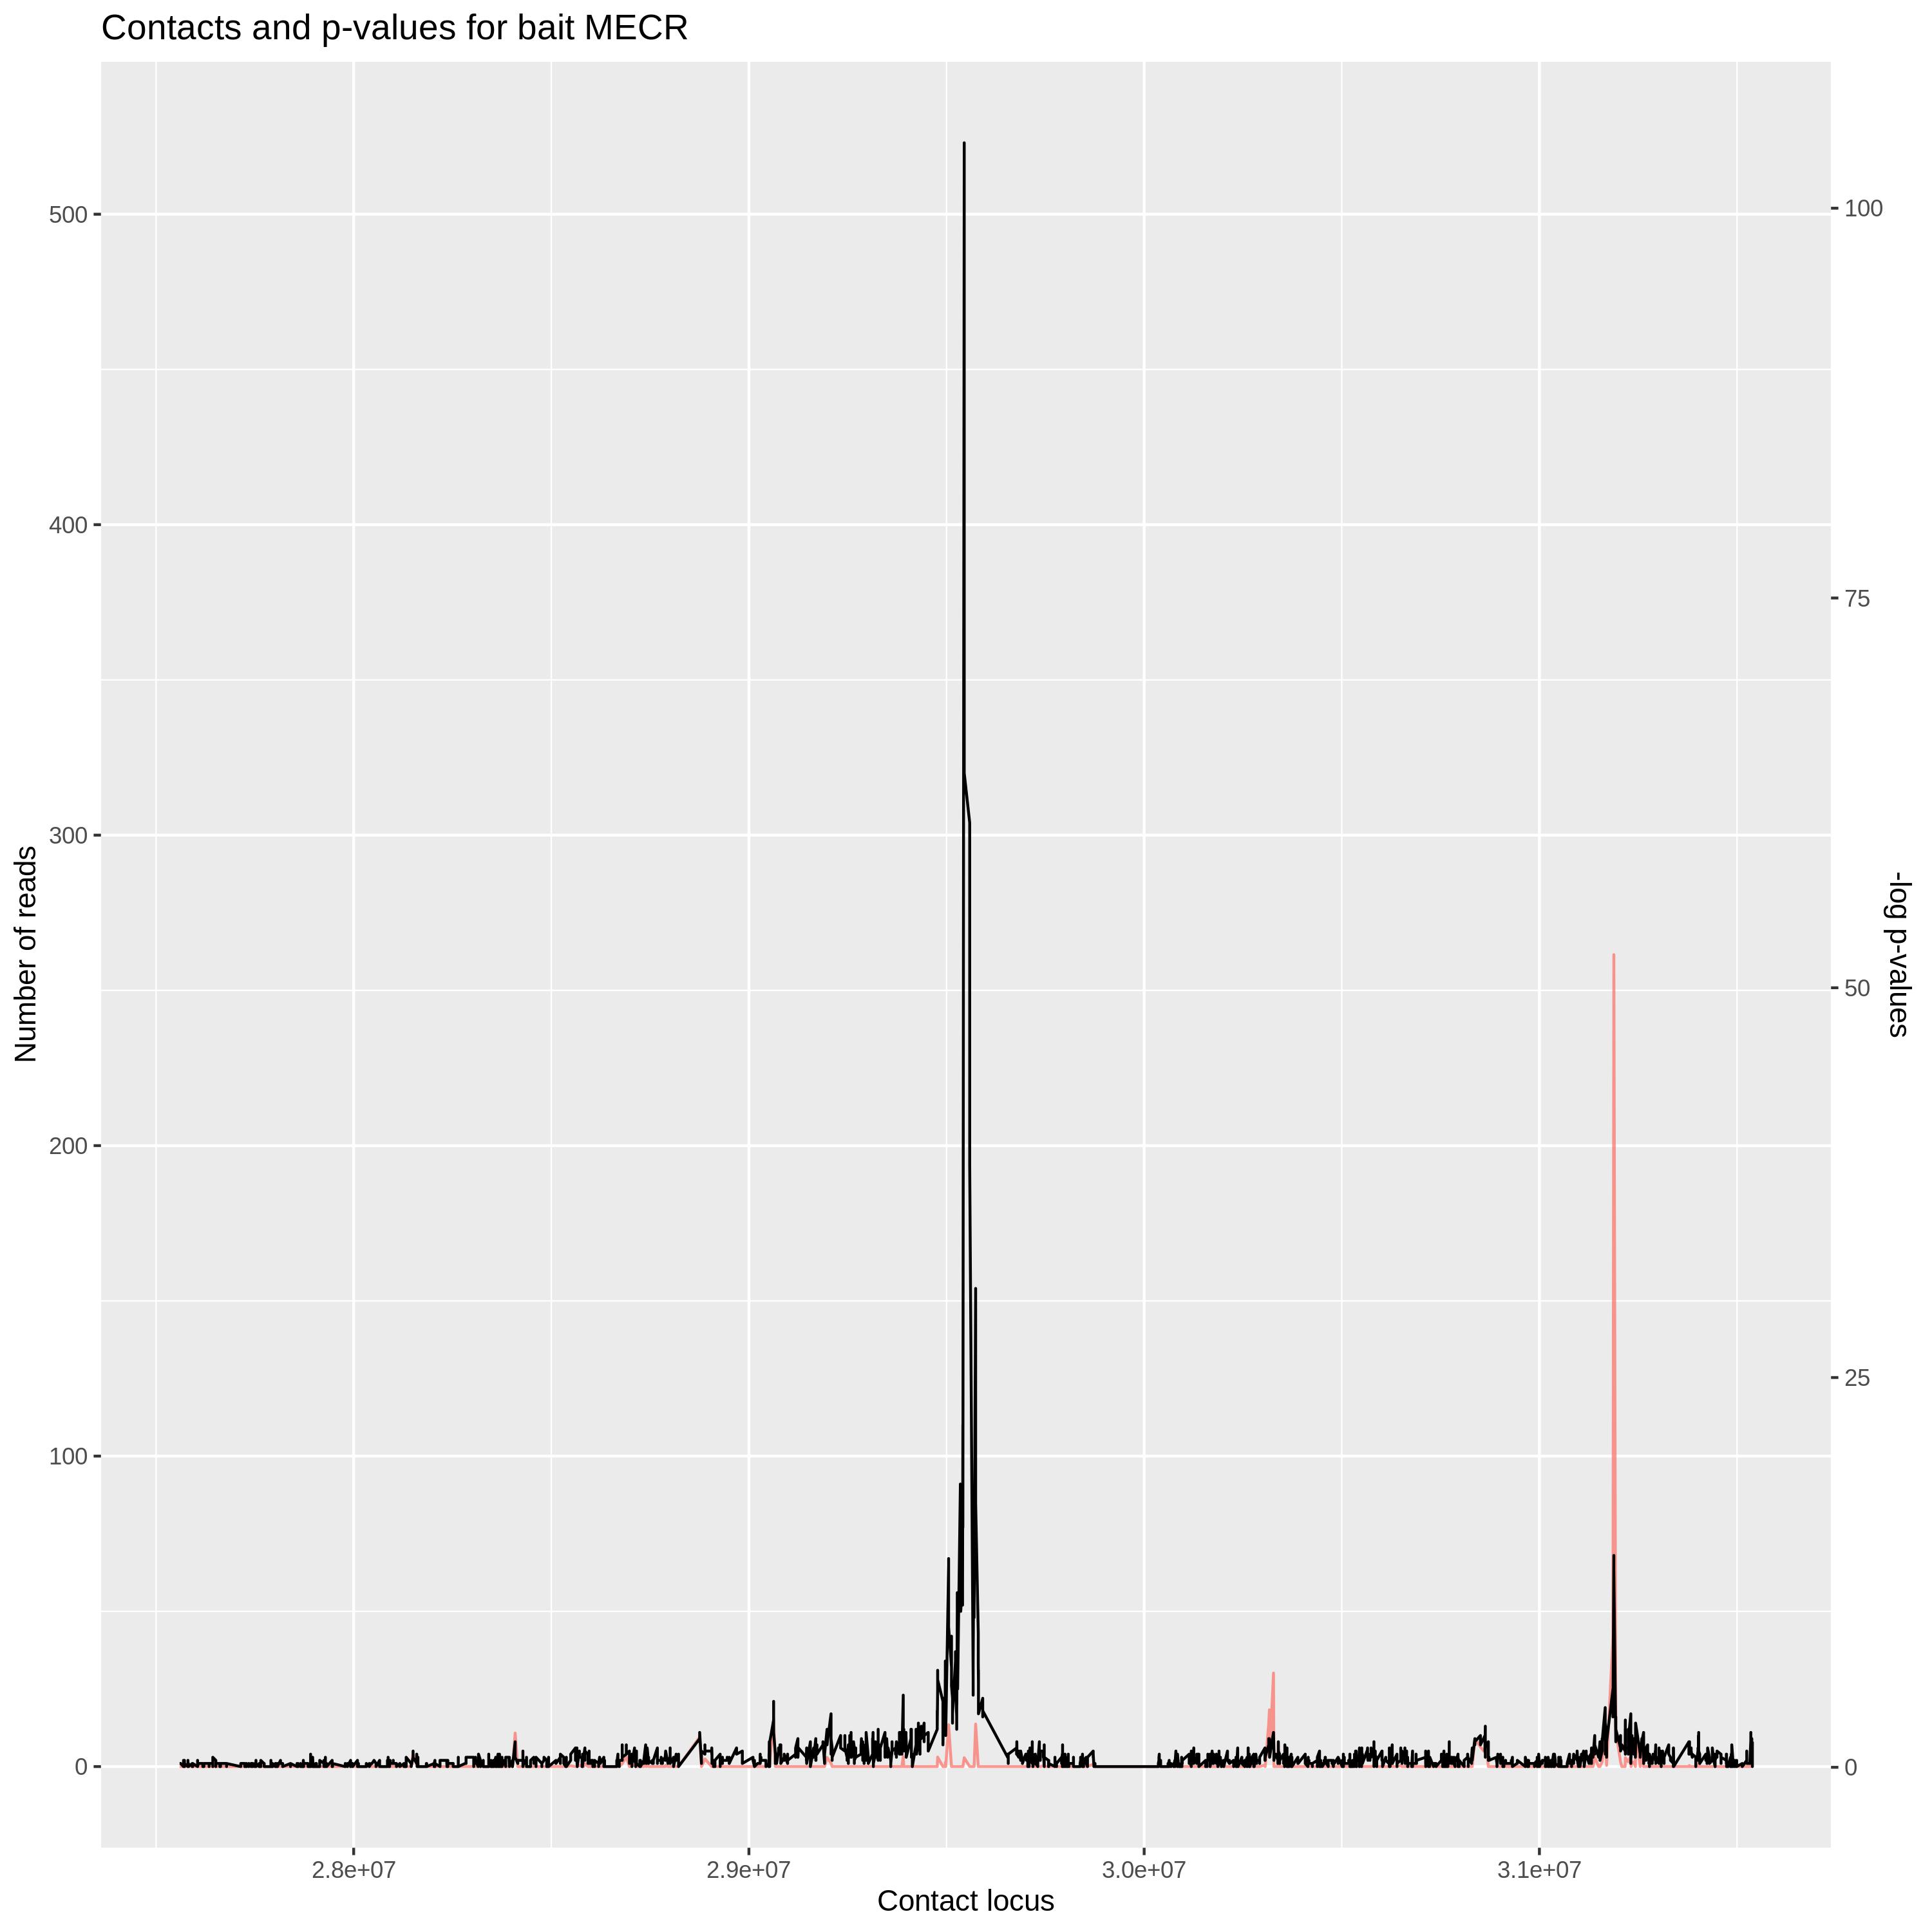 Contacts and p-values for bait MECR
500
400
300
200
100
0
Number of reads
100
75
50
25
0
-log p-values
2.8e+07
2.9e+07
3.0e+07
3.1e+07
Contact locus